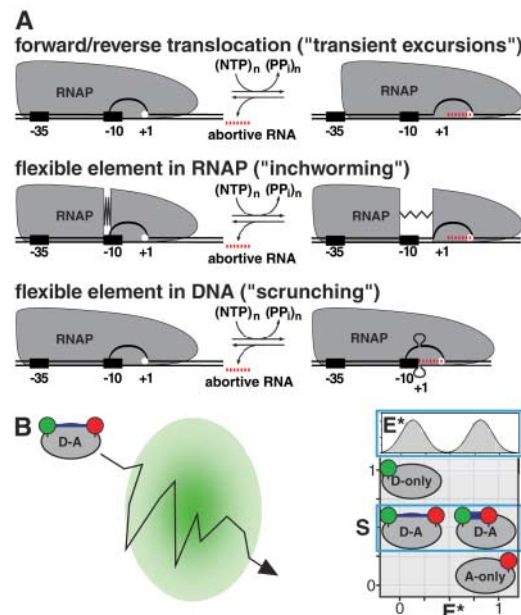 A
forward/reverse translocation ("transient excursions")
(NTP)n (PPi)n
RNAP RNAP
abortive RNA
-35 -10 +1 -35 -10 +1
flexible element in RNAP ("inchworming")
(NTP)n (PPi)n
RNAP RNAP
abortive RNA
-35 -10 +1 -35 -10 +1
flexible element in DNA ("scrunching")
(NTP)n (PPi)n
RNAP RNAP
abortive RNA
-35 -10 +1 -35 -10
+1
B
D-A
E*
1
D-only
S
D-A D-A
A-only
0
0 1
E*